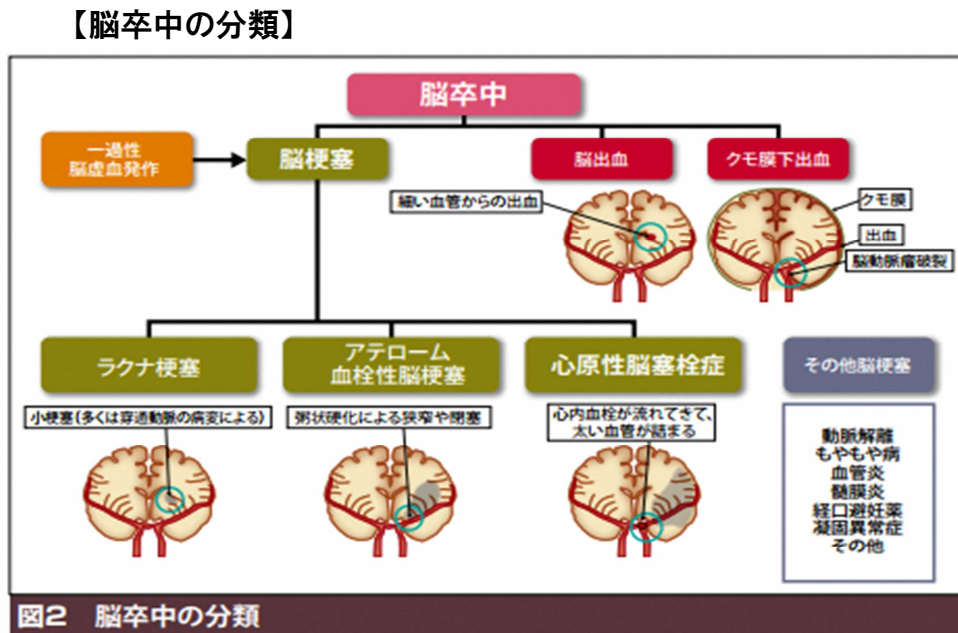 【脳卒中の分類】
脳卒中
一過性
脳虚血発作
脳梗塞
脳出血
クモ膜下出血
細い血管からの出血
クモ膜
出血
脳動脈瘤破裂
ラクナ梗塞
アテローム
血栓性脳梗塞
心原性脳塞栓症
その他脳梗塞
小梗塞(多くは穿通動脈の病変による)
粥状硬化による狭窄や閉塞
心内血栓が流れてきて、
太い血管が詰まる
動脈解離
もやもや病
血管炎
髄膜炎
経口避妊薬
凝固異常症
その他
図2 脳卒中の分類